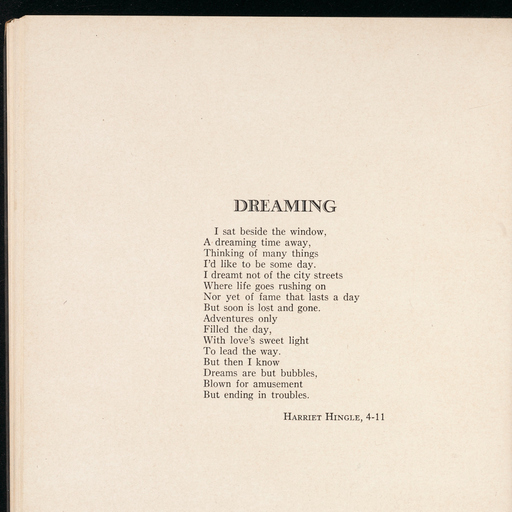 DREAMING
I sat beside the window,
A dreaming time away,
Thinking of many things
I'd like to be some day.
I dreamt not of the city streets
Where life goes rushing on
Nor yet of fame that lasts a day
But soon is lost and gone.
Adventures only
Filled the day,
With love's sweet light
To lead the way.
But then I know
Dreams are but bubbles,
Blown for amusement
But ending in troubles.
Harriet Hingle, 4-11